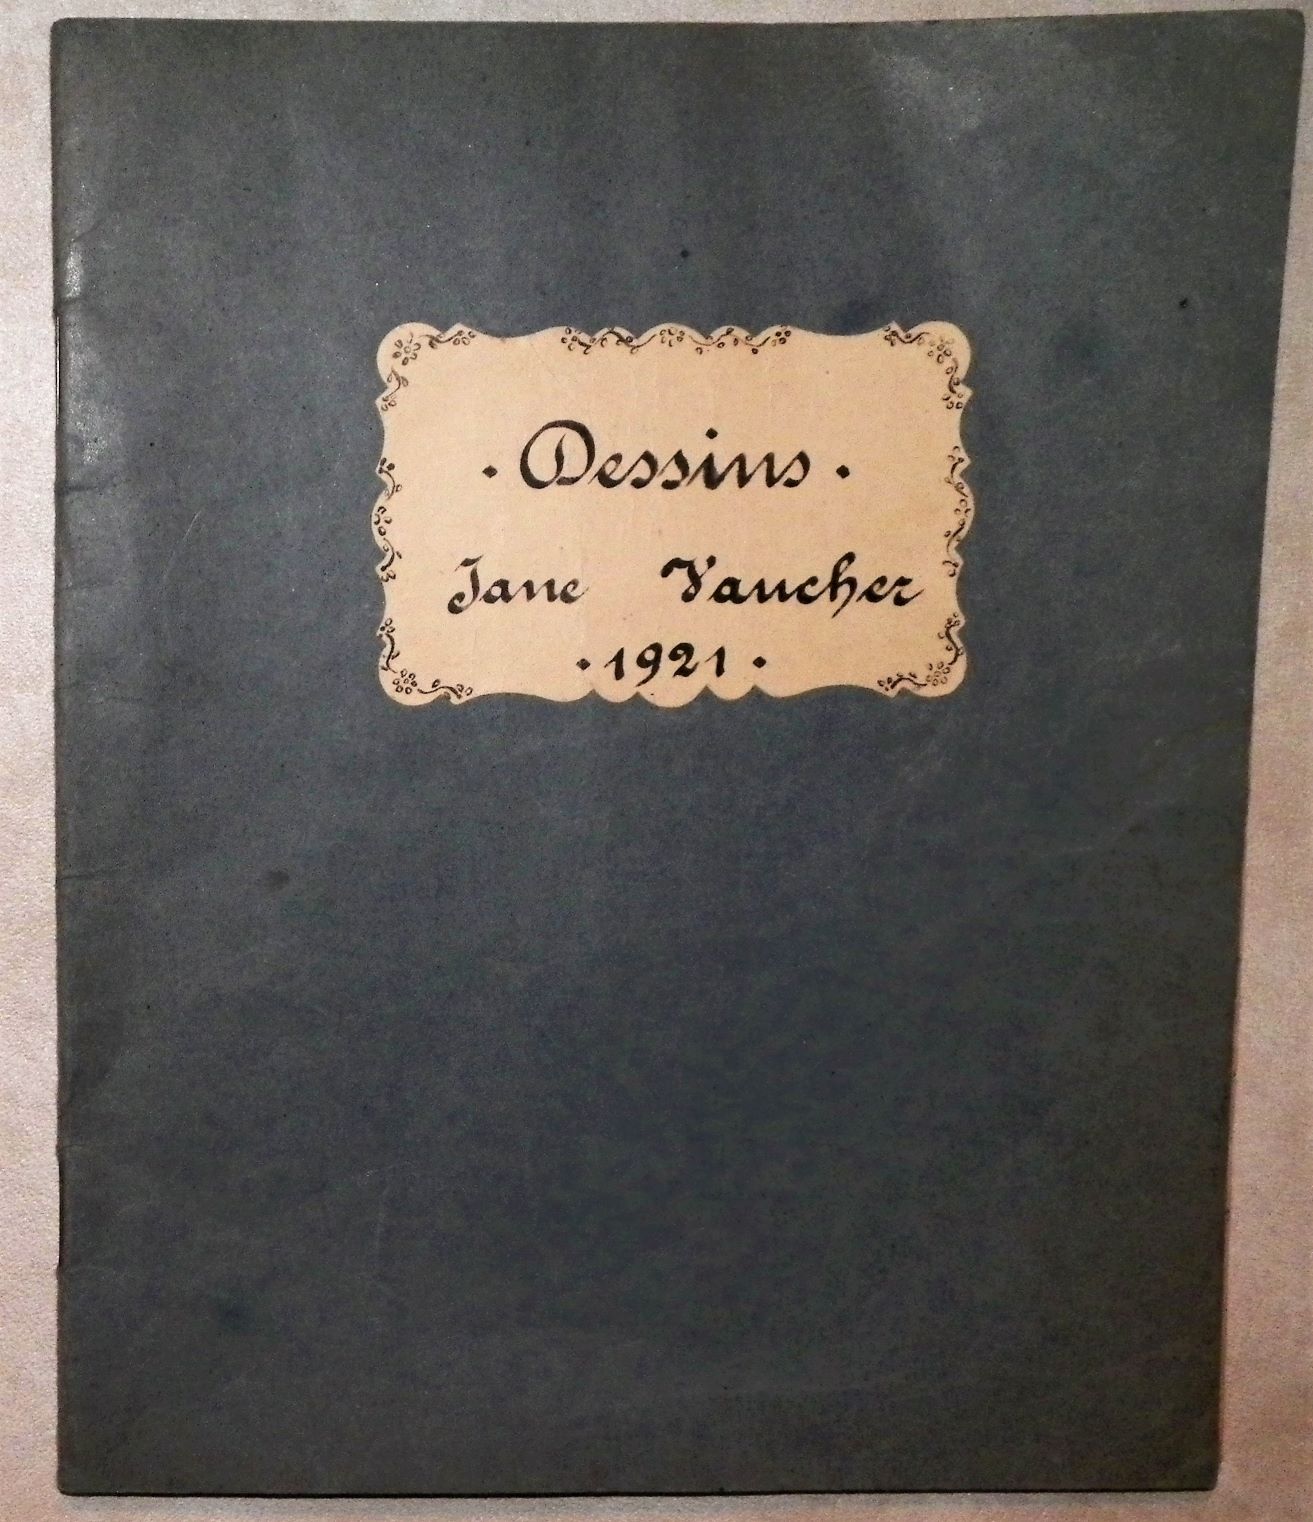 · Dessins ·
Jane Vaucher
· 1921 ·